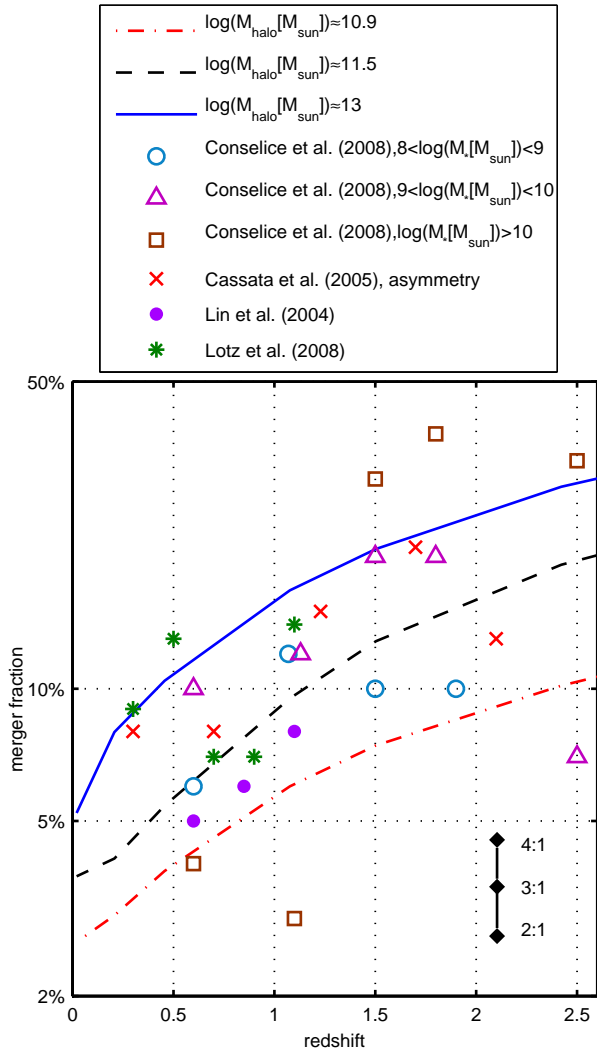 log(M_halo[M_sun])≈10.9
log(M_halo[M_sun])≈11.5
log(M_halo[M_sun])≈13
Conselice et al. (2008),8<log(M_*[M_sun])<9
Conselice et al. (2008),9<log(M_*[M_sun])<10
Conselice et al. (2008),log(M_*[M_sun])>10
Cassata et al. (2005), asymmetry
Lin et al. (2004)
Lotz et al. (2008)
50%
10%
5%
2%
merger fraction
4:1
3:1
2:1
0 0.5 1 1.5 2 2.5
redshift